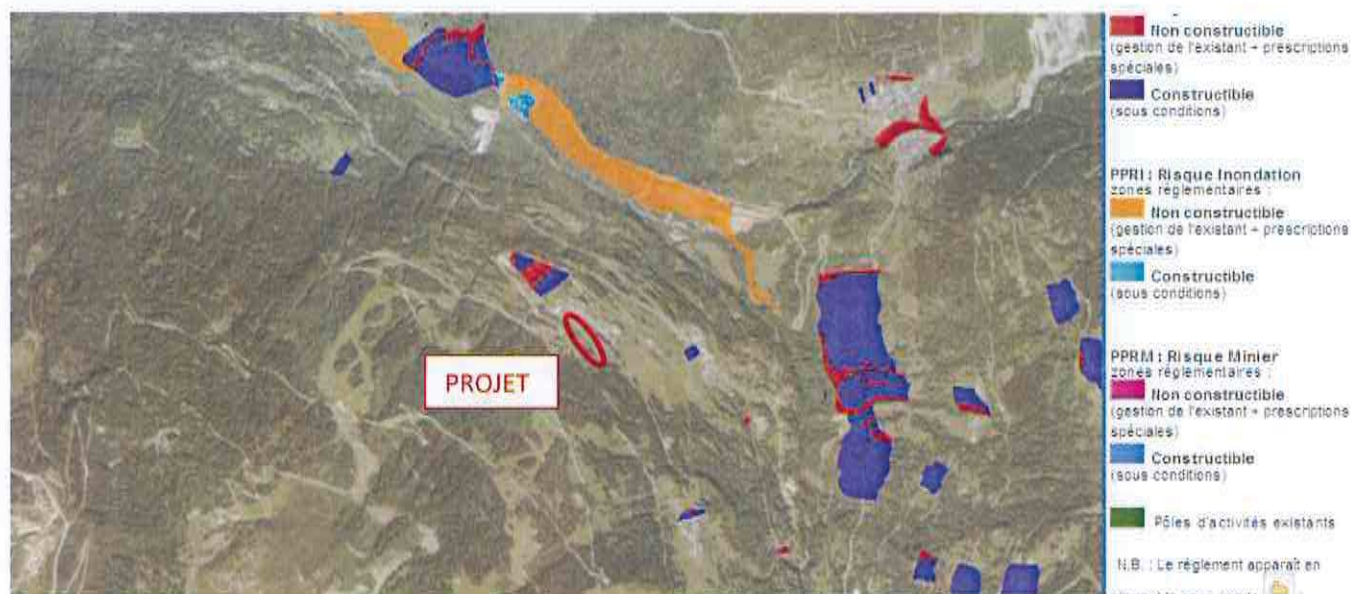 PROJET
Non constructible
(gestion de l'existant + prescriptions
spéciales)
Constructible
(sous conditions)
PPRI : Risque Inondation
zones réglementaires :
Non constructible
(gestion de l'existant + prescriptions
spéciales)
Constructible
(sous conditions)
PPRM : Risque Minier
zones réglementaires :
Non constructible
(gestion de l'existant + prescriptions
spéciales)
Constructible
(sous conditions)
Pôles d'activités existants
N.B. : Le règlement apparaît en